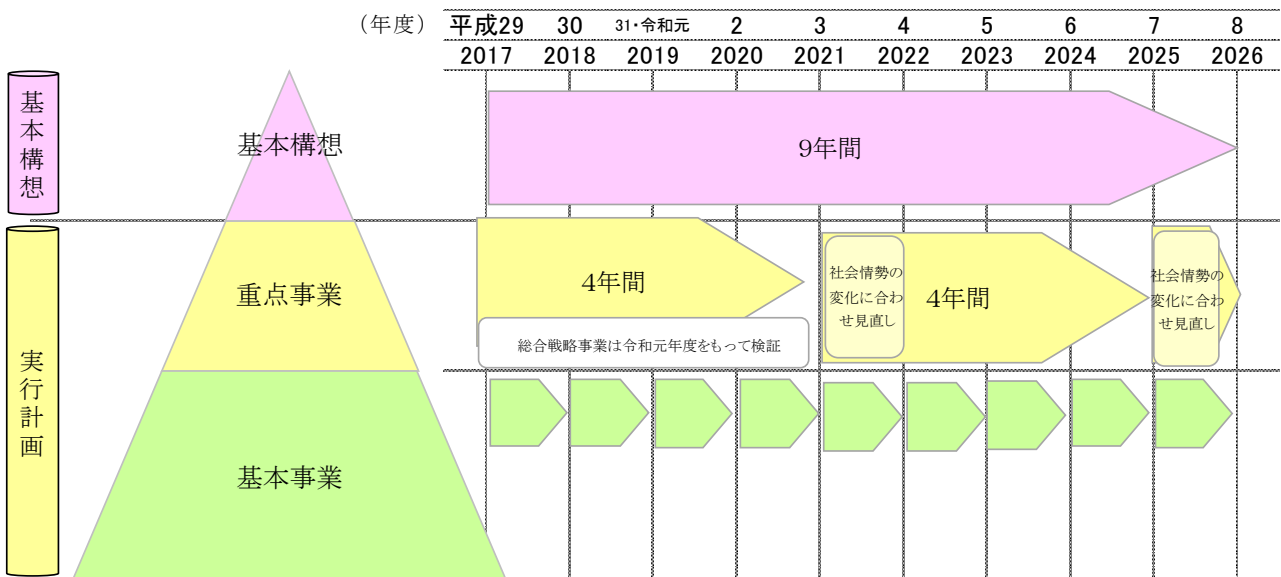 (年度) 平成29 30 31・令和元 2 3 4 5 6 7 8
2017 2018 2019 2020 2021 2022 2023 2024 2025 2026
基本構想
基本構想
9年間
実行計画
重点事業
4年間
総合戦略事業は令和元年度をもって検証
社会情勢の
変化に合わ
せ見直し
4年間
社会情勢の
変化に合わ
せ見直し
基本事業